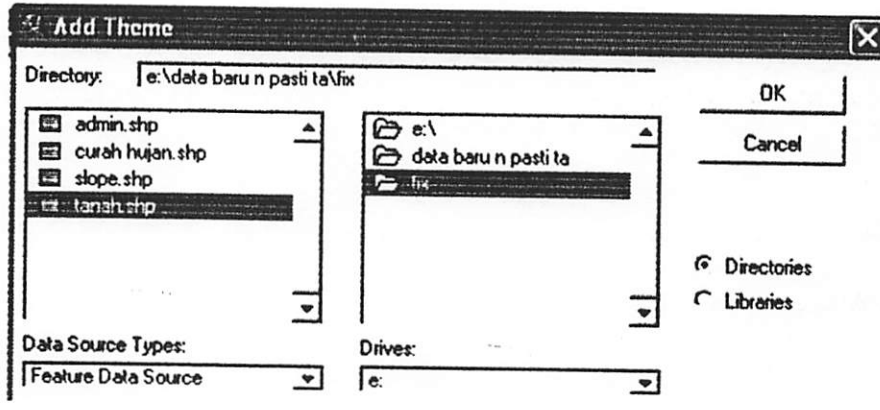 Add Theme
Directory: e:\data baru n pasti ta\fix
OK
Cancel
admin.shp
curah hujan.shp
slope.shp
tanah.shp
e:\
data baru n pasti ta
fix
Directories
Libraries
Data Source Types:
Feature Data Source
Drives:
e: